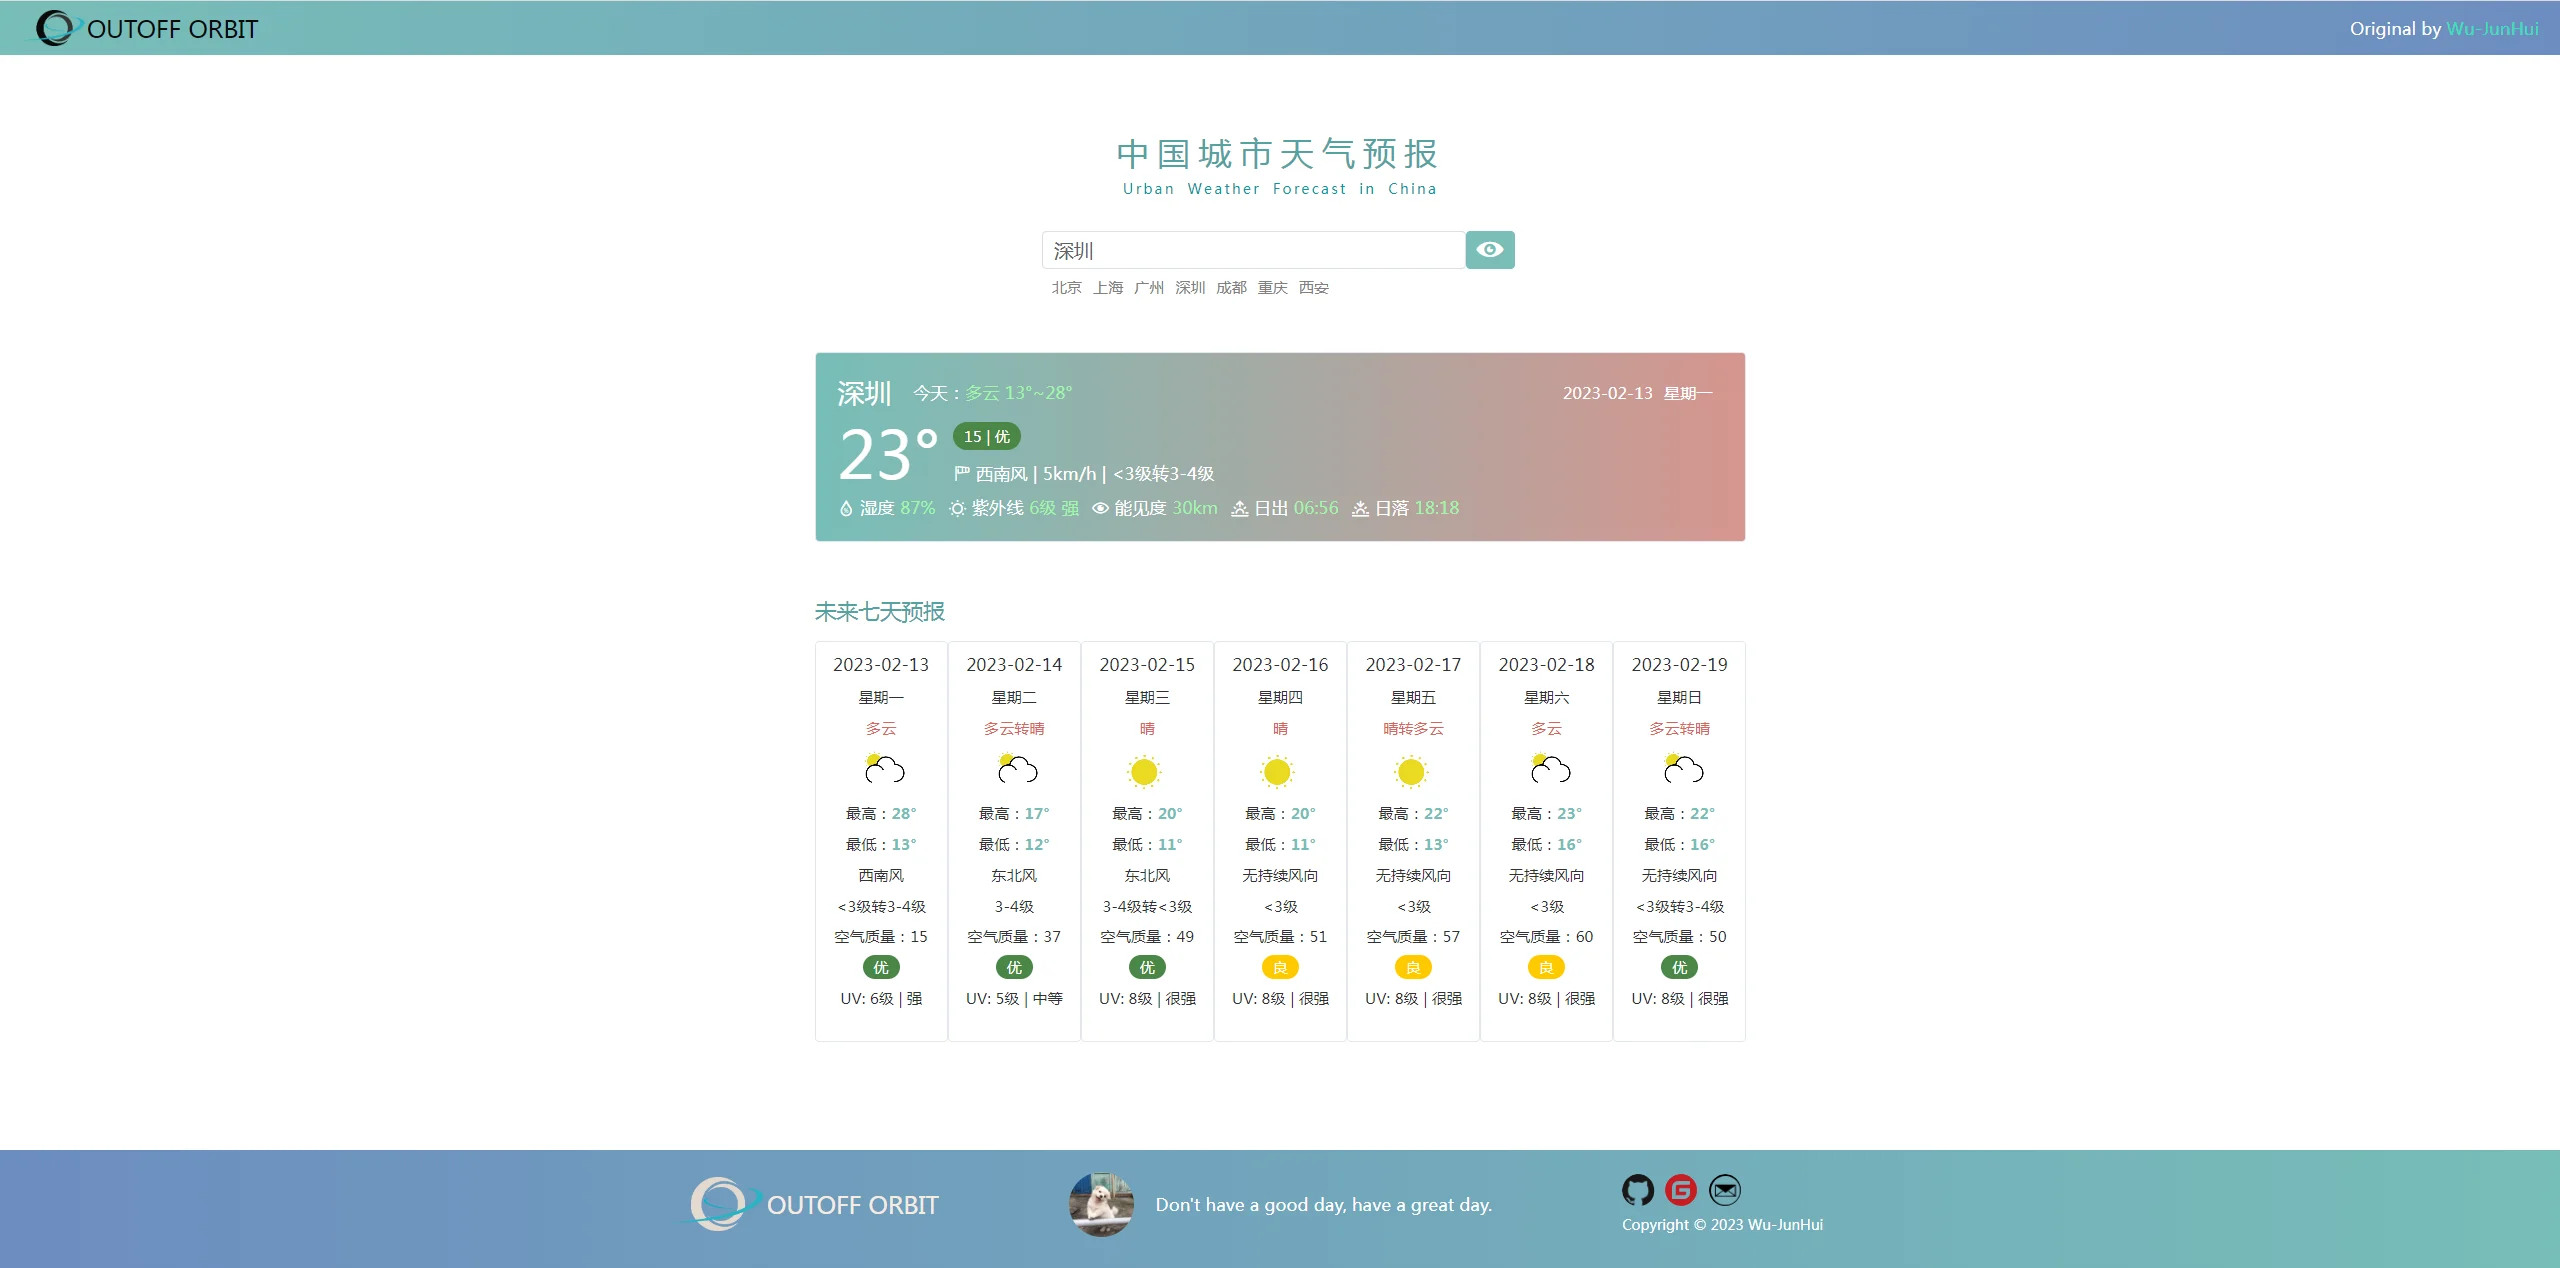 OUTOFF ORBIT
Original by Wu-JunHui
中国城市天气预报
Urban Weather Forecast in China
深圳
北京 上海 广州 深圳 成都 重庆 西安
深圳 今天：多云 13°~28° 2023-02-13 星期一
23° 15 | 优
西南风 | 5km/h | <3级转3-4级
湿度 87% 紫外线 6级 强 能见度 30km 日出 06:56 日落 18:18
未来七天预报
2023-02-13 2023-02-14 2023-02-15 2023-02-16 2023-02-17 2023-02-18 2023-02-19
星期一 星期二 星期三 星期四 星期五 星期六 星期日
多云 多云转晴 晴 晴 晴转多云 多云 多云转晴
最高：28° 最高：17° 最高：20° 最高：20° 最高：22° 最高：23° 最高：22°
最低：13° 最低：12° 最低：11° 最低：11° 最低：13° 最低：16° 最低：16°
西南风 东北风 东北风 无持续风向 无持续风向 无持续风向 无持续风向
<3级转3-4级 3-4级 3-4级转<3级 <3级 <3级 <3级 <3级转3-4级
空气质量：15 空气质量：37 空气质量：49 空气质量：51 空气质量：57 空气质量：60 空气质量：50
优 优 优 良 良 良 优
UV: 6级 | 强 UV: 5级 | 中等 UV: 8级 | 很强 UV: 8级 | 很强 UV: 8级 | 很强 UV: 8级 | 很强 UV: 8级 | 很强
OUTOFF ORBIT
Don't have a good day, have a great day.
Copyright © 2023 Wu-JunHui